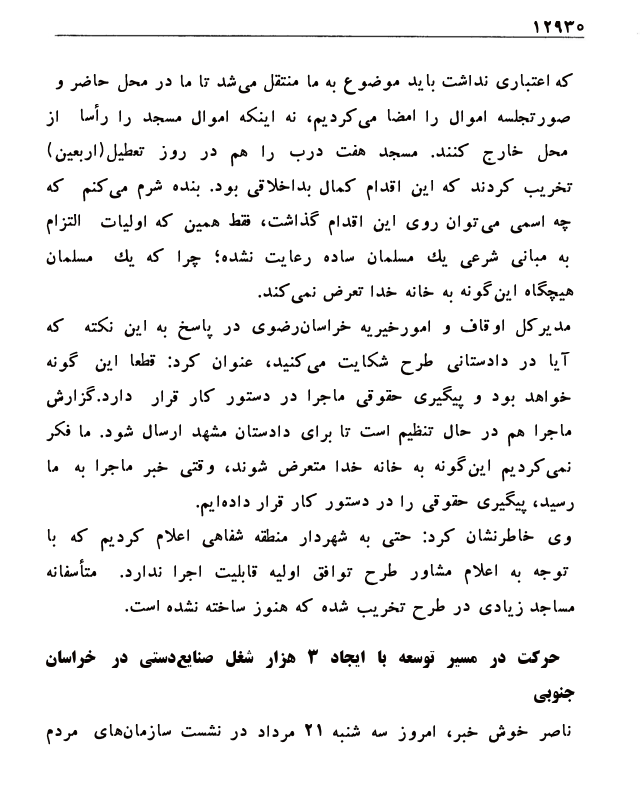 ۱۲۹۳۰
که اعتباری نداشت باید موضوع به ما منتقل می‌شد تا ما در محل حاضر و
صورتجلسه اموال را امضا می‌کردیم، نه اینکه اموال مسجد را رأسا از
محل خارج کنند. مسجد هفت درب را هم در روز تعطیل(اربعین)
تخریب کردند که این اقدام کمال بداخلاقی بود. بنده شرم می‌کنم که
چه اسمی می‌توان روی این اقدام گذاشت، فقط همین که اولیات التزام
به مبانی شرعی یك مسلمان ساده رعایت نشده؛ چرا که یك مسلمان
هیچگاه این‌گونه به خانه خدا تعرض نمی‌کند.
مدیرکل اوقاف و امورخیریه خراسان‌رضوی در پاسخ به این نکته که
آیا در دادستانی طرح شکایت می‌کنید، عنوان کرد: قطعا این گونه
خواهد بود و پیگیری حقوقی ماجرا در دستور کار قرار دارد.گزارش
ماجرا هم در حال تنظیم است تا برای دادستان مشهد ارسال شود. ما فکر
نمی‌کردیم این‌گونه به خانه خدا متعرض شوند، وقتی خبر ماجرا به ما
رسید، پیگیری حقوقی را در دستور کار قرار داده‌ایم.
وی خاطرنشان کرد: حتی به شهردار منطقه شفاهی اعلام کردیم که با
توجه به اعلام مشاور طرح توافق اولیه قابلیت اجرا ندارد. متأسفانه
مساجد زیادی در طرح تخریب شده که هنوز ساخته نشده است.
حرکت در مسیر توسعه با ایجاد ۳ هزار شغل صنایع‌دستی در خراسان
جنوبی
ناصر خوش خبر، امروز سه شنبه ۲۱ مرداد در نشست سازمان‌های مردم